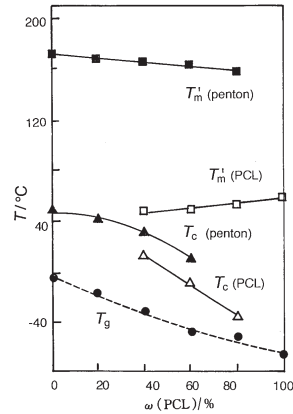 200
120
40
-40
T/°C
T'm (penton)
T'm (PCL)
Tc (penton)
Tc (PCL)
Tg
0 20 40 60 80 100
ω(PCL)/%